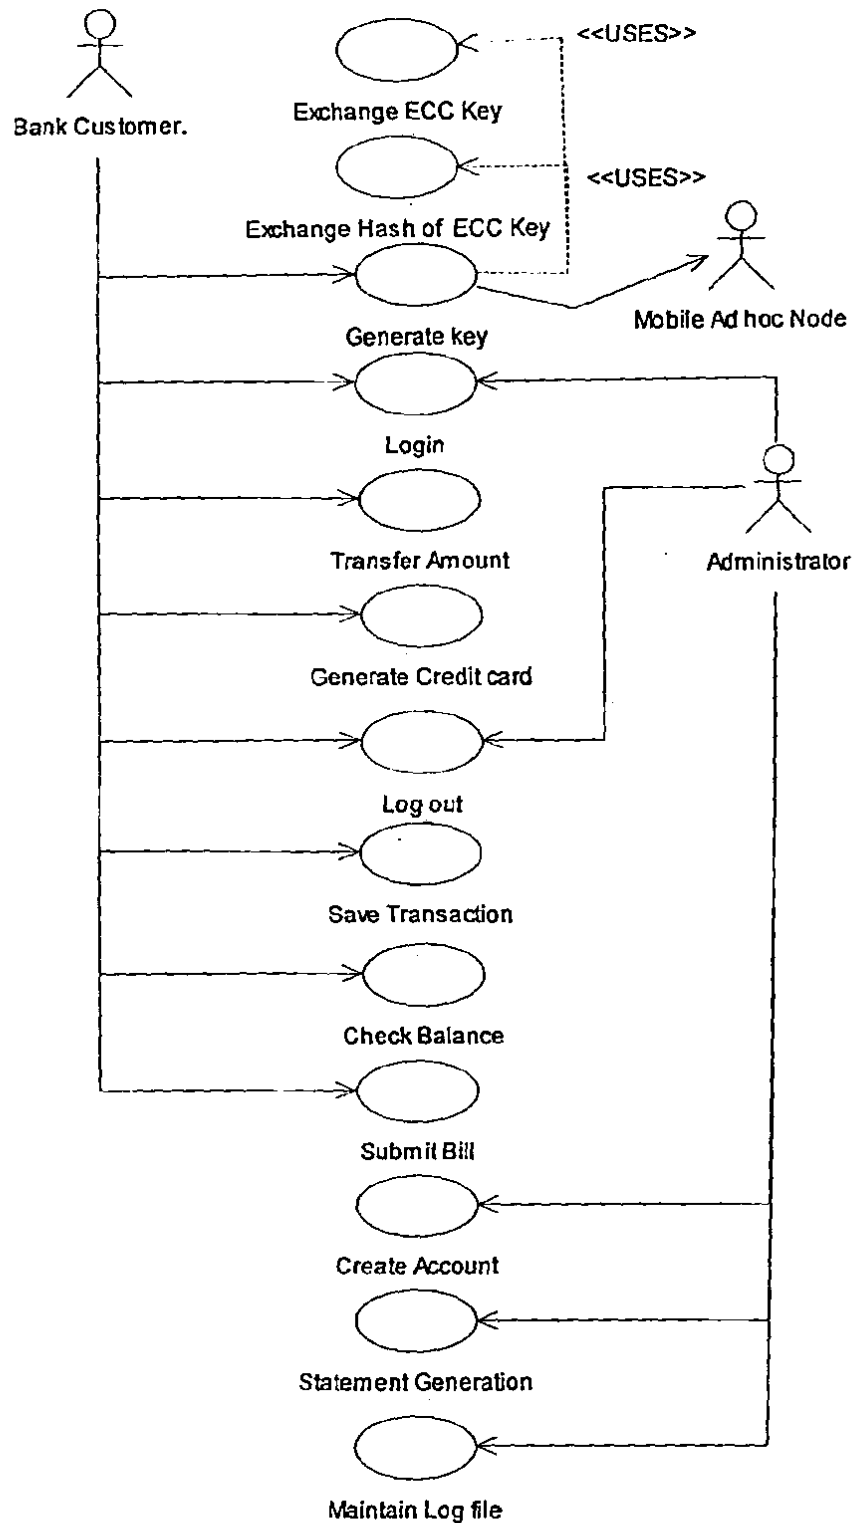 <<USES>>
Exchange ECC Key
Bank Customer.
<<USES>>
Exchange Hash of ECC Key
Mobile Ad hoc Node
Generate key
Login
Transfer Amount
Administrator
Generate Credit card
Log out
Save Transaction
Check Balance
Submit Bill
Create Account
Statement Generation
Maintain Log file